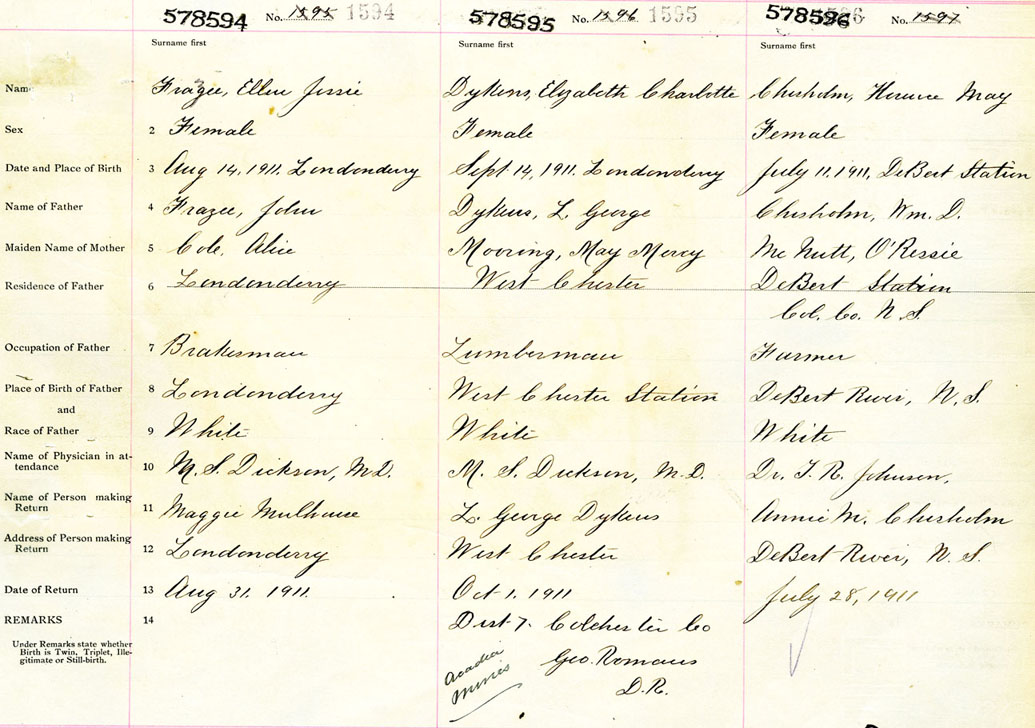 578594 No. 1595 1594 578595 No. 1596 1595 578596 No. 1597
Surname first Surname first Surname first
Name Frazee, Ellen Jessie Dykens, Elizabeth Charlotte Chisholm, Florence May
Sex 2 Female Female Female
Date and Place of Birth 3 Aug 14, 1911. Londonderry Sept. 14, 1911. Londonderry July 11, 1911, DeBert Station
Name of Father 4 Frazee, John Dykens, L. George Chisholm, Wm. D.
Maiden Name of Mother 5 Cole, Alice Mooring, May Mercy Mc Nutt, O'Ressie
Residence of Father 6 Londonderry West Chester DeBert Station
Col. Co. N.S.
Occupation of Father 7 Brakesman Lumberman Farmer
Place of Birth of Father 8 Londonderry West Chester Station DeBert River, N.S.
and
Race of Father 9 White White White
Name of Physician in at-
tendance 10 M. S. Dickson, M.D. M. S. Dickson, M.D. Dr. T. R. Johnson,
Name of Person making
Return 11 Maggie L. George Dykens Annie M. Chisholm
Address of Person making
Return 12 Londonderry West Chester DeBert River, N.S.
Date of Return 13 Aug 31. 1911. Oct 1, 1911 July 28, 1911
REMARKS 14 Dist 7. Colchester Co
Under Remarks state whether
Birth is Twin, Triplet, Ille-
gitimate or Still-birth.
Acadia
Mines
Geo. Romans
D.R.